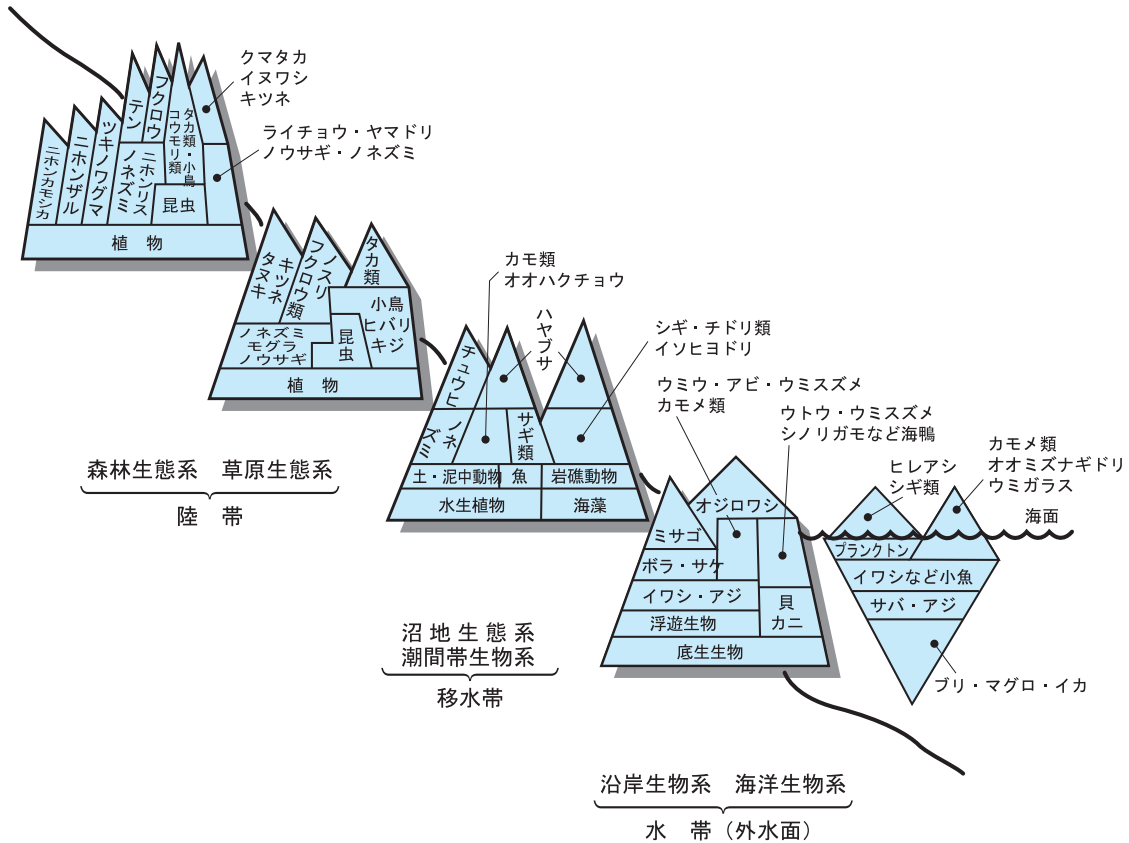 クマタカ
イヌワシ
キツネ
ライチョウ・ヤマドリ
ノウサギ・ノネズミ
ニホンカモシカ
ニホンザル
ツキノワグマ
テン
フクロウ
コウモリ類
タカ類・小鳥
ノネズミ
ニホンリス
昆虫
植　物
タヌキ
キツネ
フクロウ類
ノスリ
タカ類
ノネズミ
モグラ
ノウサギ
昆虫
小鳥
ヒバリ
キジ
植　物
カモ類
オオハクチョウ
ハヤブサ
シギ・チドリ類
イソヒヨドリ
チュウヒ
ノネズミ
サギ類
土・泥中動物
魚
岩礁動物
水生植物
海藻
ウミウ・アビ・ウミスズメ
カモメ類
ウトウ・ウミスズメ
シノリガモなど海鴨
オジロワシ
ミサゴ
ボラ・サケ
イワシ・アジ
浮遊生物
貝
カニ
底生生物
ヒレアシ
シギ類
カモメ類
オオミズナギドリ
ウミガラス
海面
プランクトン
イワシなど小魚
サバ・アジ
ブリ・マグロ・イカ
森林生態系　草原生態系
陸　帯
沼地生態系
潮間帯生物系
移水帯
沿岸生物系　海洋生物系
水　帯（外水面）